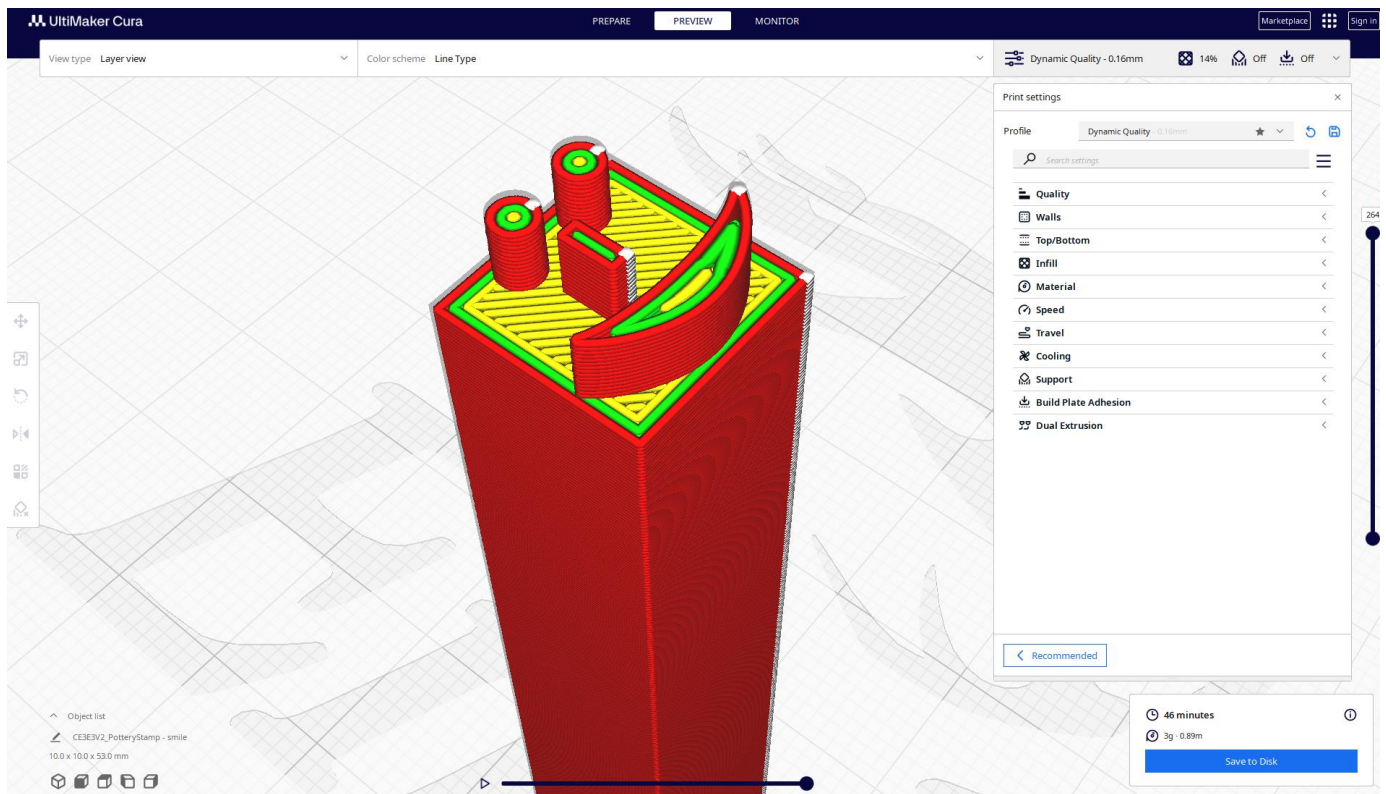 UltiMaker Cura
PREPARE PREVIEW MONITOR
Marketplace Sign in
View type Layer view
Color scheme Line Type
Dynamic Quality - 0.16mm 14% Off Off
Print settings
Profile Dynamic Quality - 0.16mm
Search settings
Quality
Walls
264
Top/Bottom
Infill
Material
Speed
Travel
Cooling
Support
Build Plate Adhesion
Dual Extrusion
Recommended
Object list
CE3E3V2_PotteryStamp - smile
10.0 x 10.0 x 53.0 mm
46 minutes
3g · 0.89m
Save to Disk